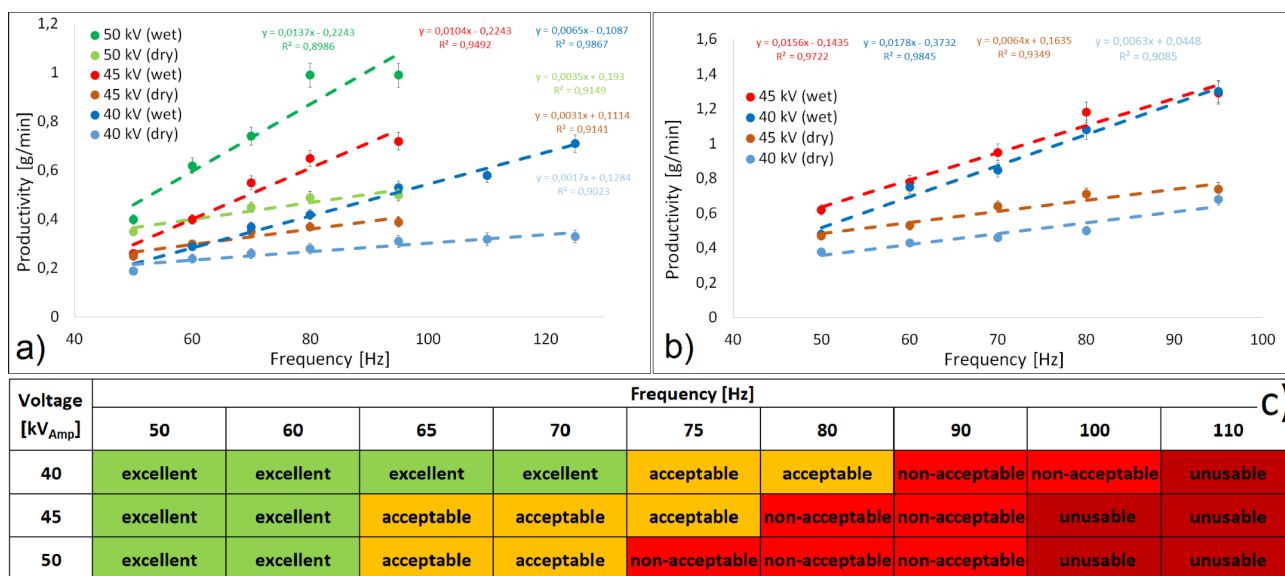 y = 0,0137x - 0,2243
R² = 0,8986
y = 0,0104x - 0,2243
R² = 0,9492
y = 0,0065x - 0,1087
R² = 0,9867
y = 0,0035x + 0,193
R² = 0,9149
y = 0,0031x + 0,1114
R² = 0,9141
y = 0,0017x + 0,1284
R² = 0,9023
50 kV (wet)
50 kV (dry)
45 kV (wet)
45 kV (dry)
40 kV (wet)
40 kV (dry)
Productivity [g/min]
1,2
1
0,8
0,6
0,4
0,2
0
40 60 80 100 120
Frequency [Hz]
a)
y = 0,0156x - 0,1435
R² = 0,9722
y = 0,0178x - 0,3732
R² = 0,9845
y = 0,0064x + 0,1635
R² = 0,9349
y = 0,0063x + 0,0448
R² = 0,9085
45 kV (wet)
40 kV (wet)
45 kV (dry)
40 kV (dry)
Productivity [g/min]
1,6
1,4
1,2
1
0,8
0,6
0,4
0,2
0
40 50 60 70 80 90 100
Frequency [Hz]
b)
c)
Voltage [kVAmp] Frequency [Hz]
50 60 65 70 75 80 90 100 110
40 excellent excellent excellent excellent acceptable acceptable non-acceptable non-acceptable unusable
45 excellent excellent acceptable acceptable acceptable non-acceptable non-acceptable unusable unusable
50 excellent excellent acceptable acceptable non-acceptable non-acceptable non-acceptable unusable unusable